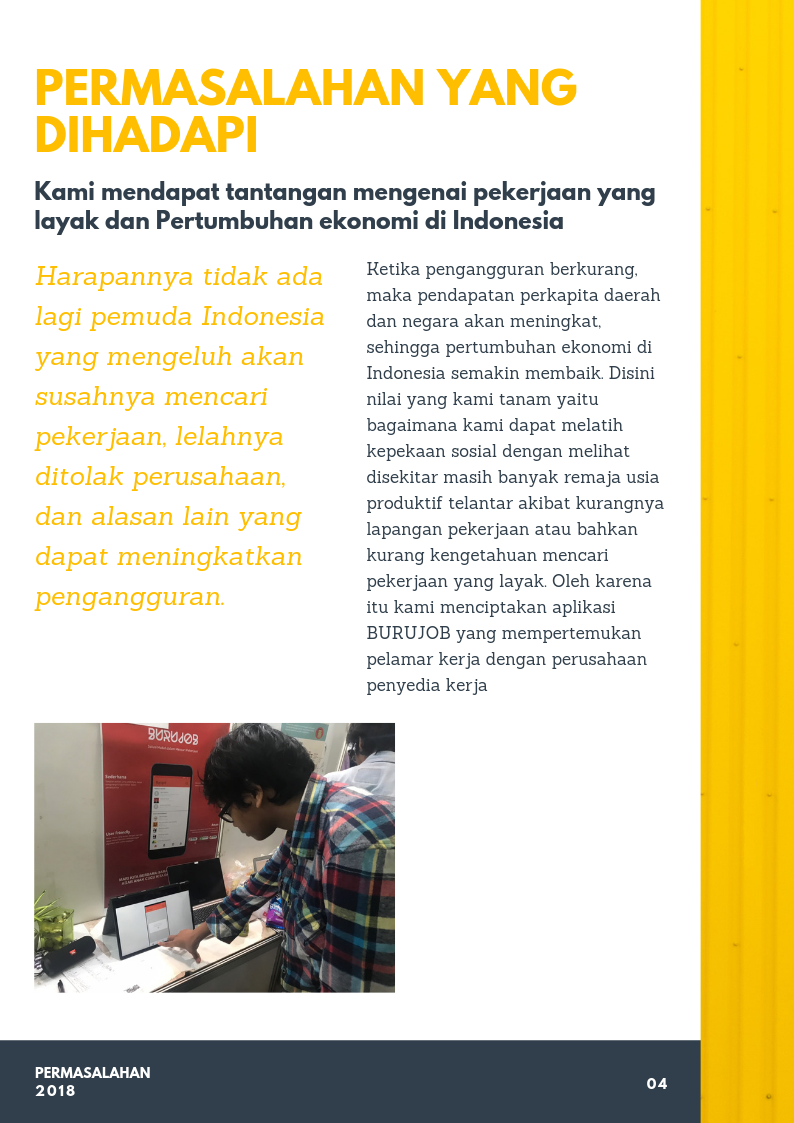 PERMASALAHAN YANG
DIHADAPI
Kami mendapat tantangan mengenai pekerjaan yang
layak dan Pertumbuhan ekonomi di Indonesia
Harapannya tidak ada
lagi pemuda Indonesia
yang mengeluh akan
susahnya mencari
pekerjaan, lelahnya
ditolak perusahaan,
dan alasan lain yang
dapat meningkatkan
pengangguran.
Ketika pengangguran berkurang,
maka pendapatan perkapita daerah
dan negara akan meningkat,
sehingga pertumbuhan ekonomi di
Indonesia semakin membaik. Disini
nilai yang kami tanam yaitu
bagaimana kami dapat melatih
kepekaan sosial dengan melihat
disekitar masih banyak remaja usia
produktif telantar akibat kurangnya
lapangan pekerjaan atau bahkan
kurang kengetahuan mencari
pekerjaan yang layak. Oleh karena
itu kami menciptakan aplikasi
BURUJOB yang mempertemukan
pelamar kerja dengan perusahaan
penyedia kerja
BURUJOB
User Friendly
JBL
PERMASALAHAN
2018
04